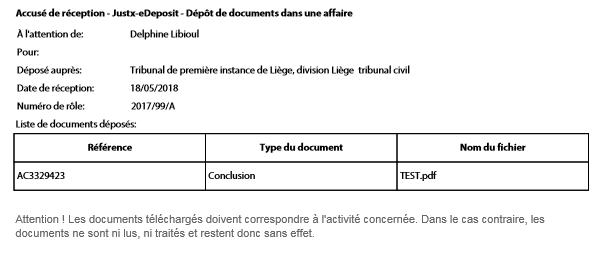 Accusé de réception - Justx-eDeposit - Dépôt de documents dans une affaire
À l'attention de: Delphine Libioul
Pour:
Déposé auprès: Tribunal de première instance de Liège, division Liège tribunal civil
Date de réception: 18/05/2018
Numéro de rôle: 2017/99/A
Liste de documents déposés:
Référence Type du document Nom du fichier
AC3329423 Conclusion TEST.pdf
Attention ! Les documents téléchargés doivent correspondre à l'activité concernée. Dans le cas contraire, les
documents ne sont ni lus, ni traités et restent donc sans effet.